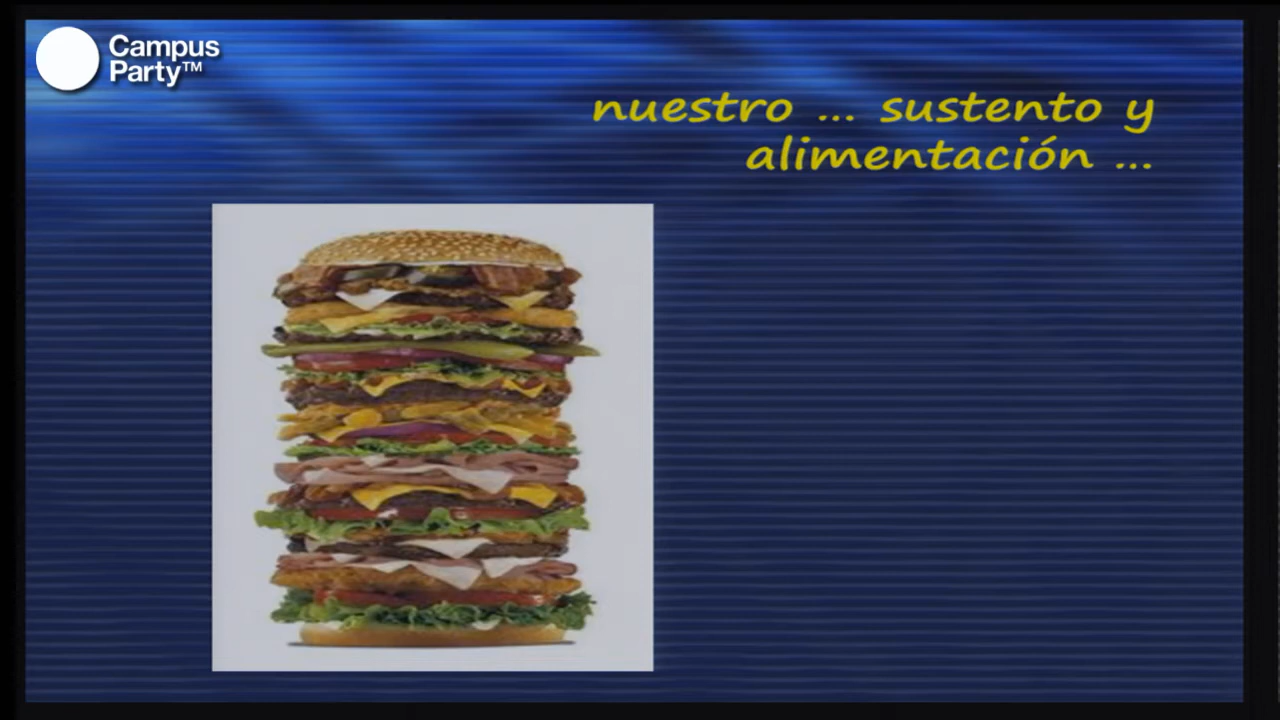 Campus
Party™
nuestro ... sustento y
alimentación ...